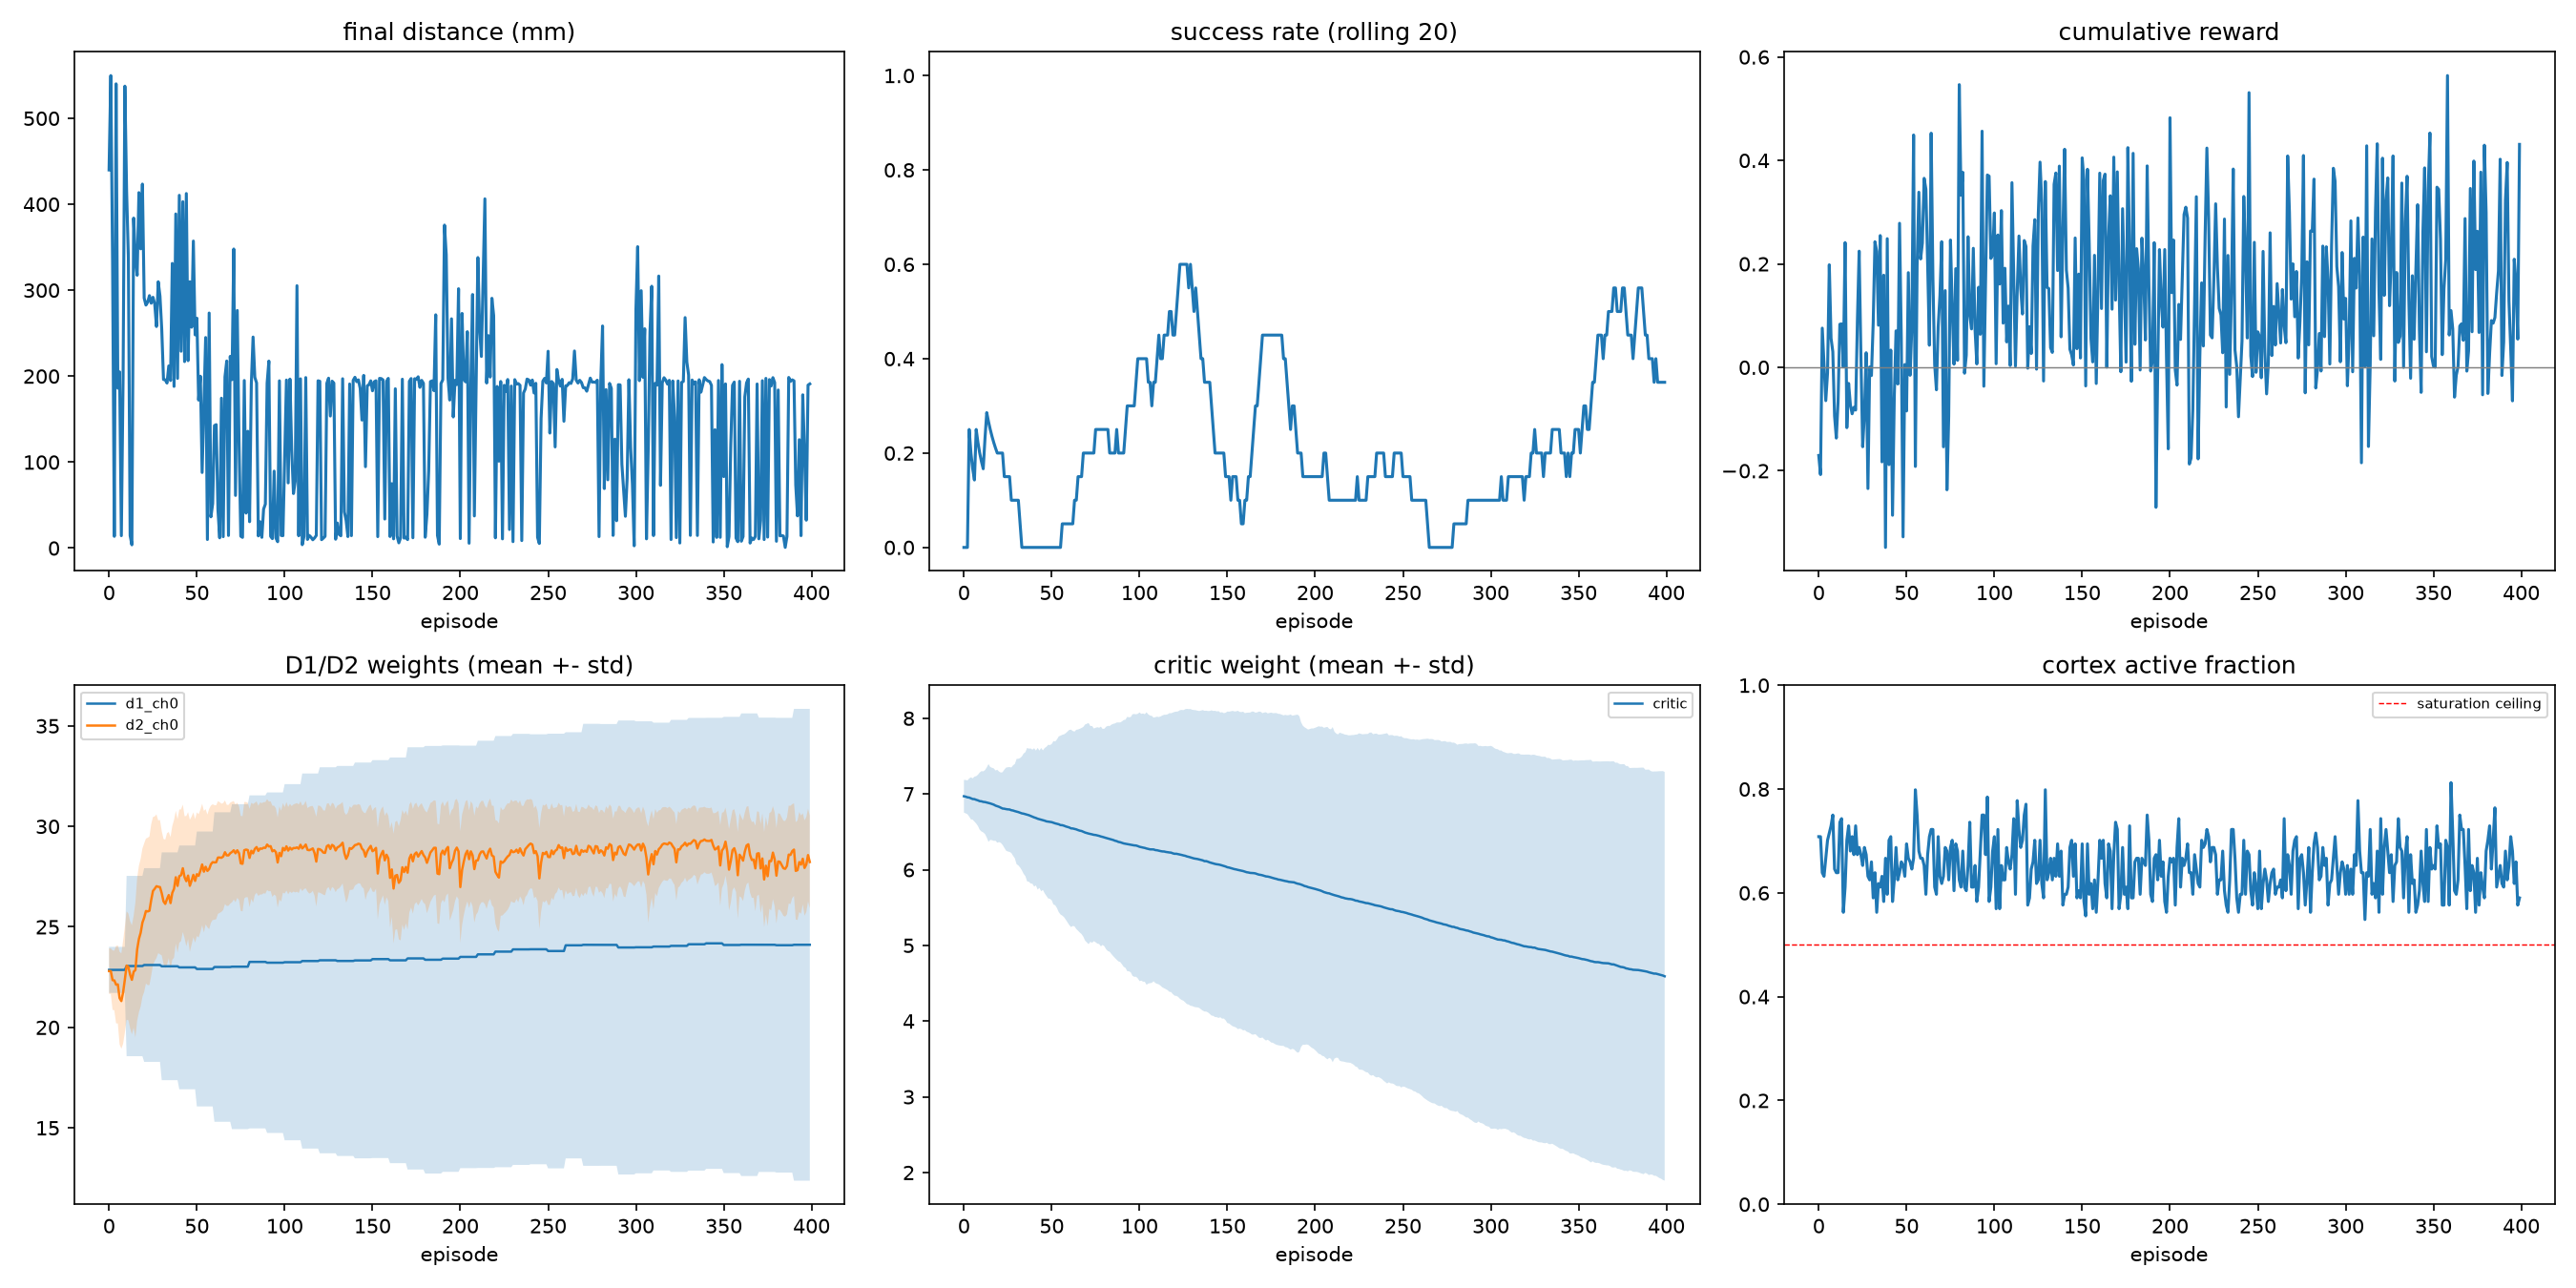 final distance (mm)
500
400
300
200
100
0
0 50 100 150 200 250 300 350 400
episode
success rate (rolling 20)
1.0
0.8
0.6
0.4
0.2
0.0
0 50 100 150 200 250 300 350 400
episode
cumulative reward
0.6
0.4
0.2
0.0
−0.2
0 50 100 150 200 250 300 350 400
episode
D1/D2 weights (mean +- std)
d1_ch0
d2_ch0
35
30
25
20
15
0 50 100 150 200 250 300 350 400
episode
critic weight (mean +- std)
critic
8
7
6
5
4
3
2
0 50 100 150 200 250 300 350 400
episode
cortex active fraction
saturation ceiling
1.0
0.8
0.6
0.4
0.2
0.0
0 50 100 150 200 250 300 350 400
episode